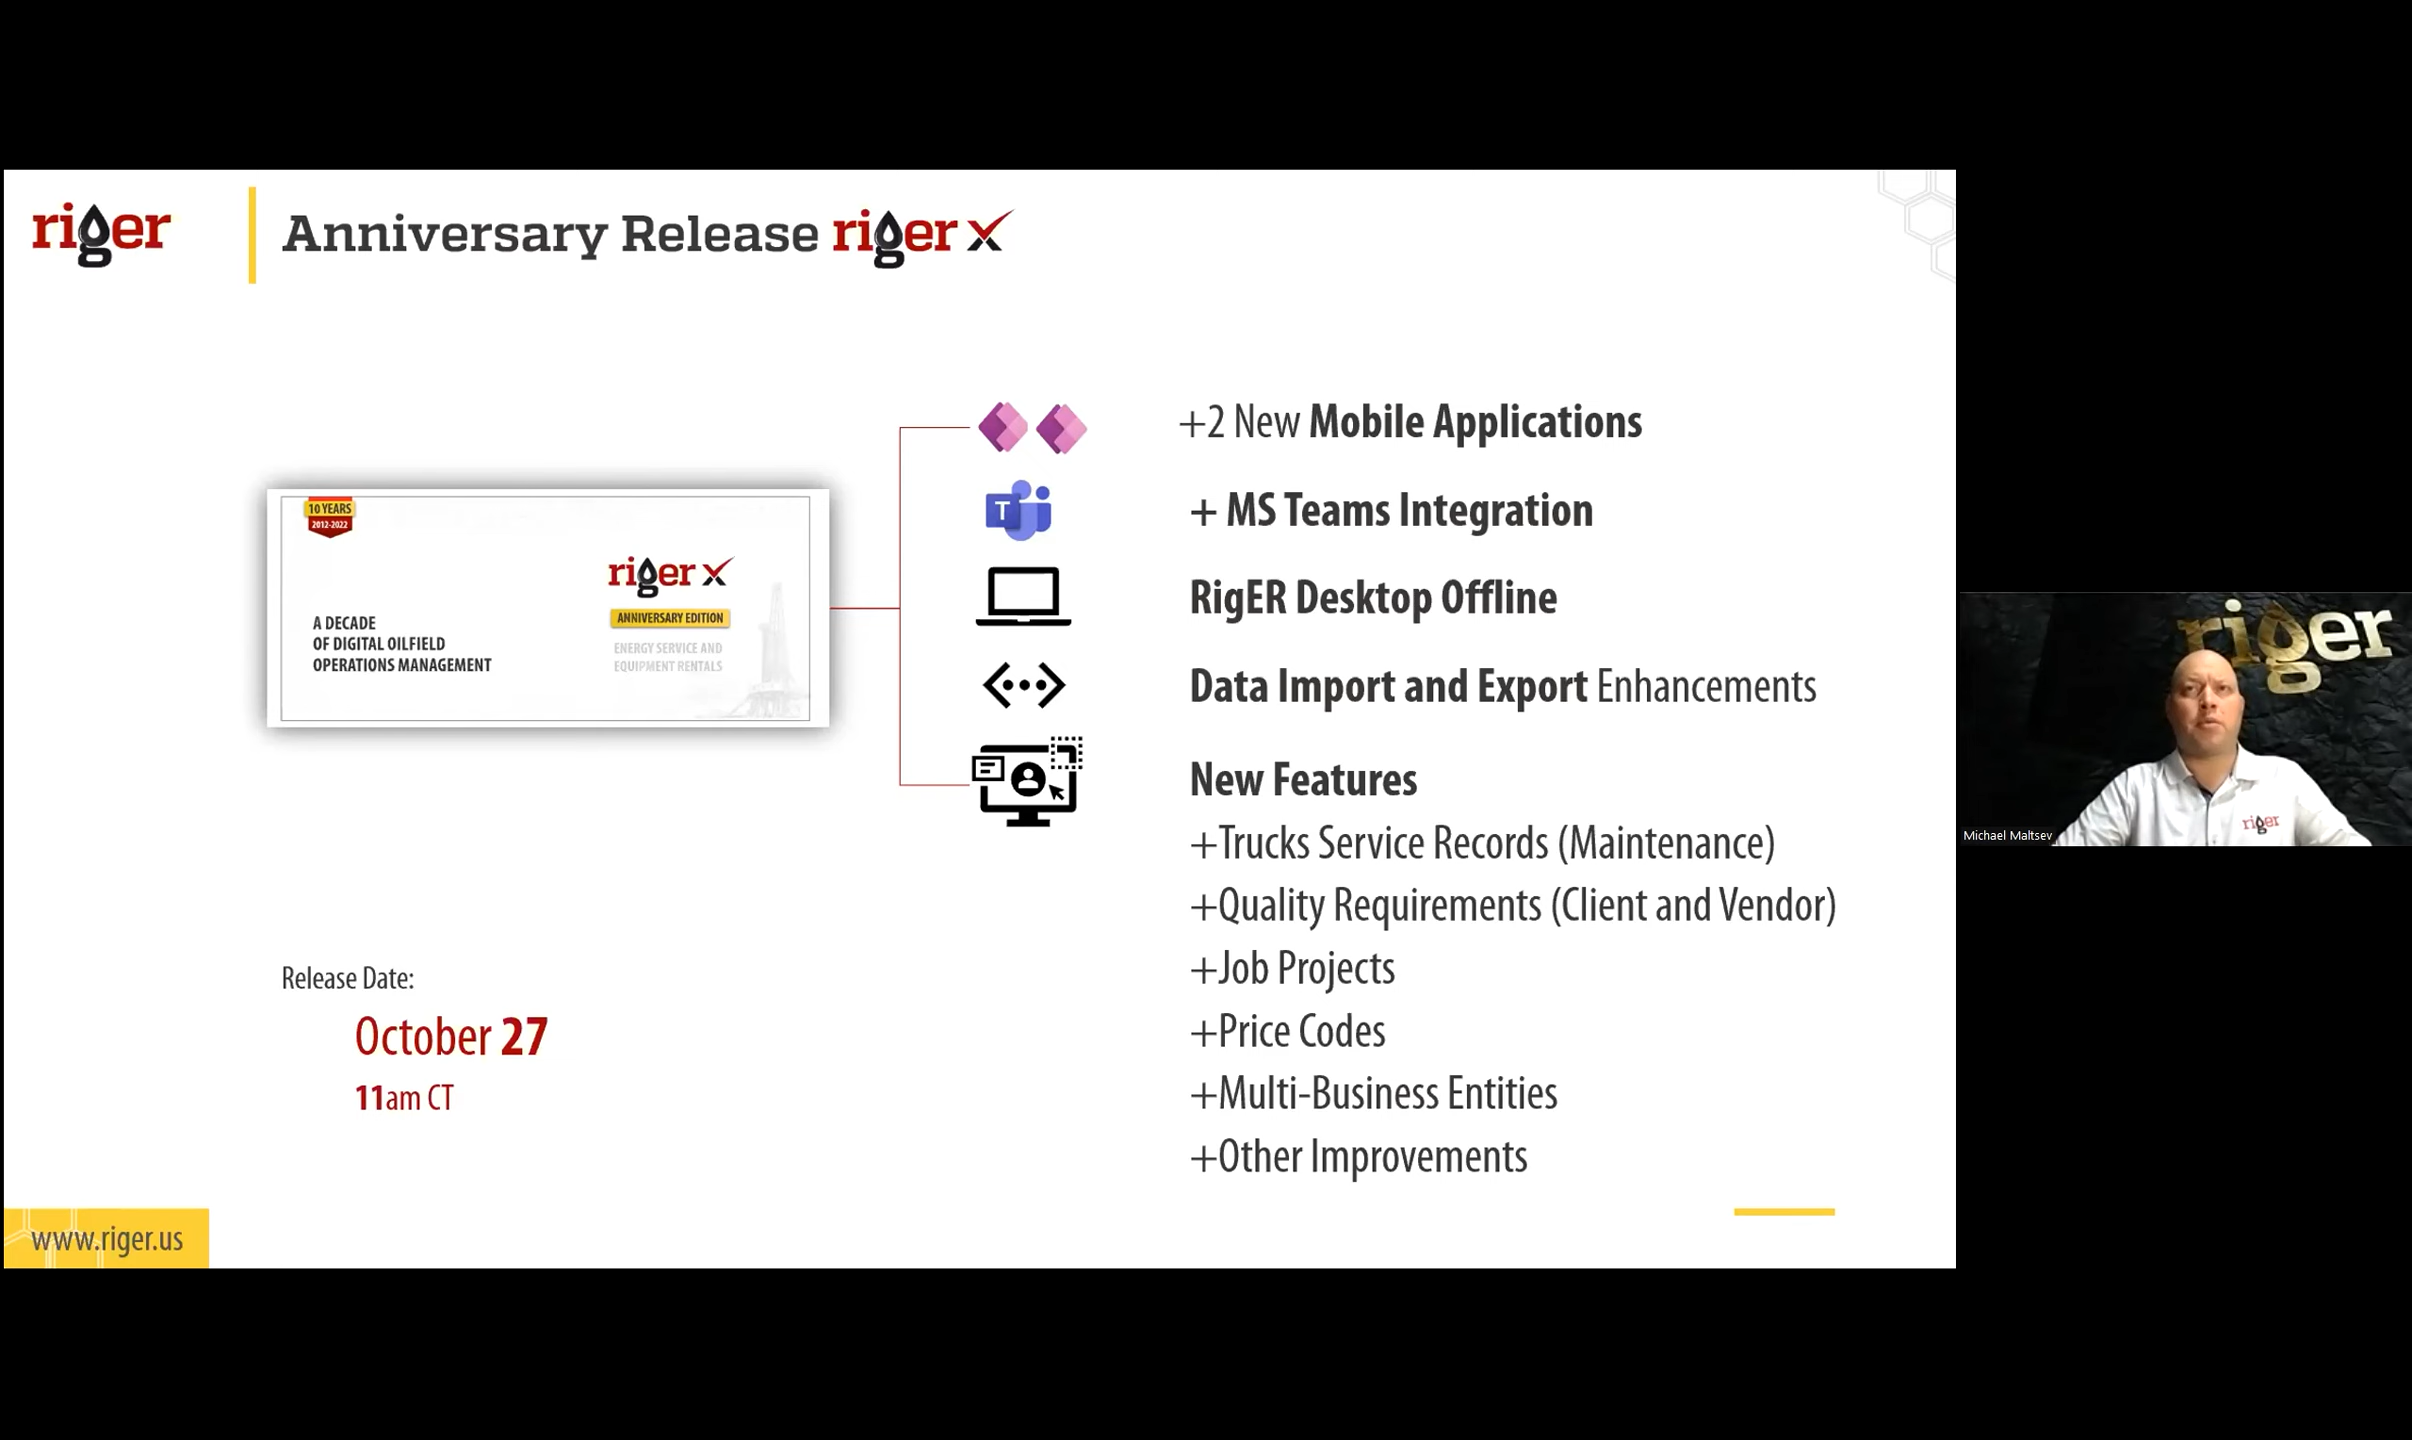 riger
Anniversary Release riger X
10 YEARS
2012-2022
riger X
ANNIVERSARY EDITION
ENERGY SERVICE AND
EQUIPMENT RENTALS
A DECADE
OF DIGITAL OILFIELD
OPERATIONS MANAGEMENT
Release Date:
October 27
11am CT
+2 New Mobile Applications
T
+ MS Teams Integration
RigER Desktop Offline
Data Import and Export Enhancements
New Features
+Trucks Service Records (Maintenance)
+Quality Requirements (Client and Vendor)
+Job Projects
+Price Codes
+Multi-Business Entities
+Other Improvements
www.riger.us
riger
riger
Michael Maltsev